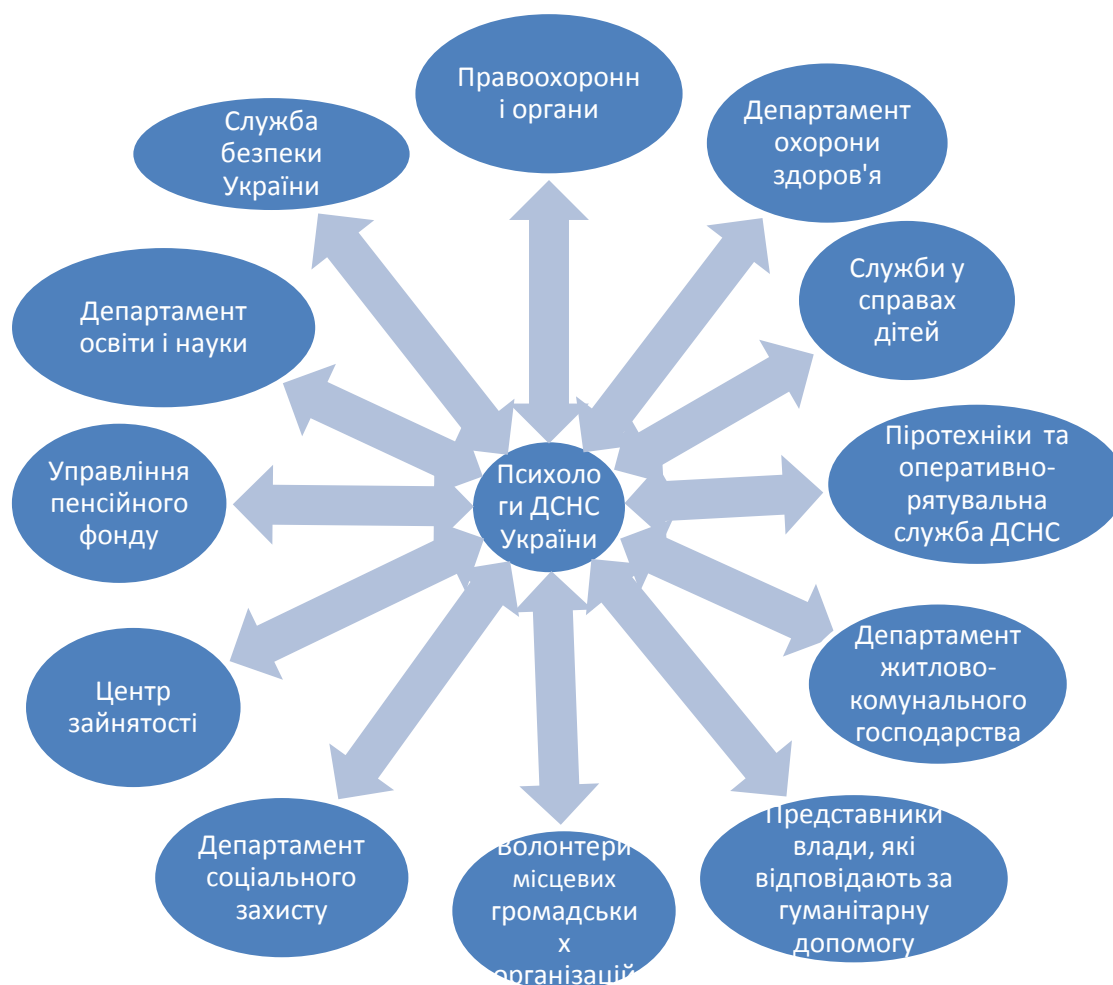 Правоохоронн
і органи
Департамент
охорони
здоров'я
Служби у
справах
дітей
Піротехніки та
оперативно-
рятувальна
служба ДСНС
Департамент
житлово-
комунального
господарства
Представники
влади, які
відповідають за
гуманітарну
допомогу
Волонтери
місцевих
громадськи
х
організацій
Департамент
соціального
захисту
Центр
зайнятості
Управління
пенсійного
фонду
Департамент
освіти і науки
Служба
безпеки
України
Психоло
ги ДСНС
України